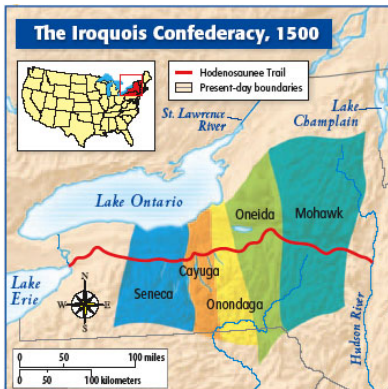 The Iroquois Confederacy, 1500
Hodenosaunee Trail
Present-day boundaries
St. Lawrence
River
Lake
Champlain
Lake Ontario
Oneida
Mohawk
Lake
Erie
Cayuga
Seneca
Onondaga
Hudson River
N
W
E
S
0 50 100 miles
0 50 100 kilometers